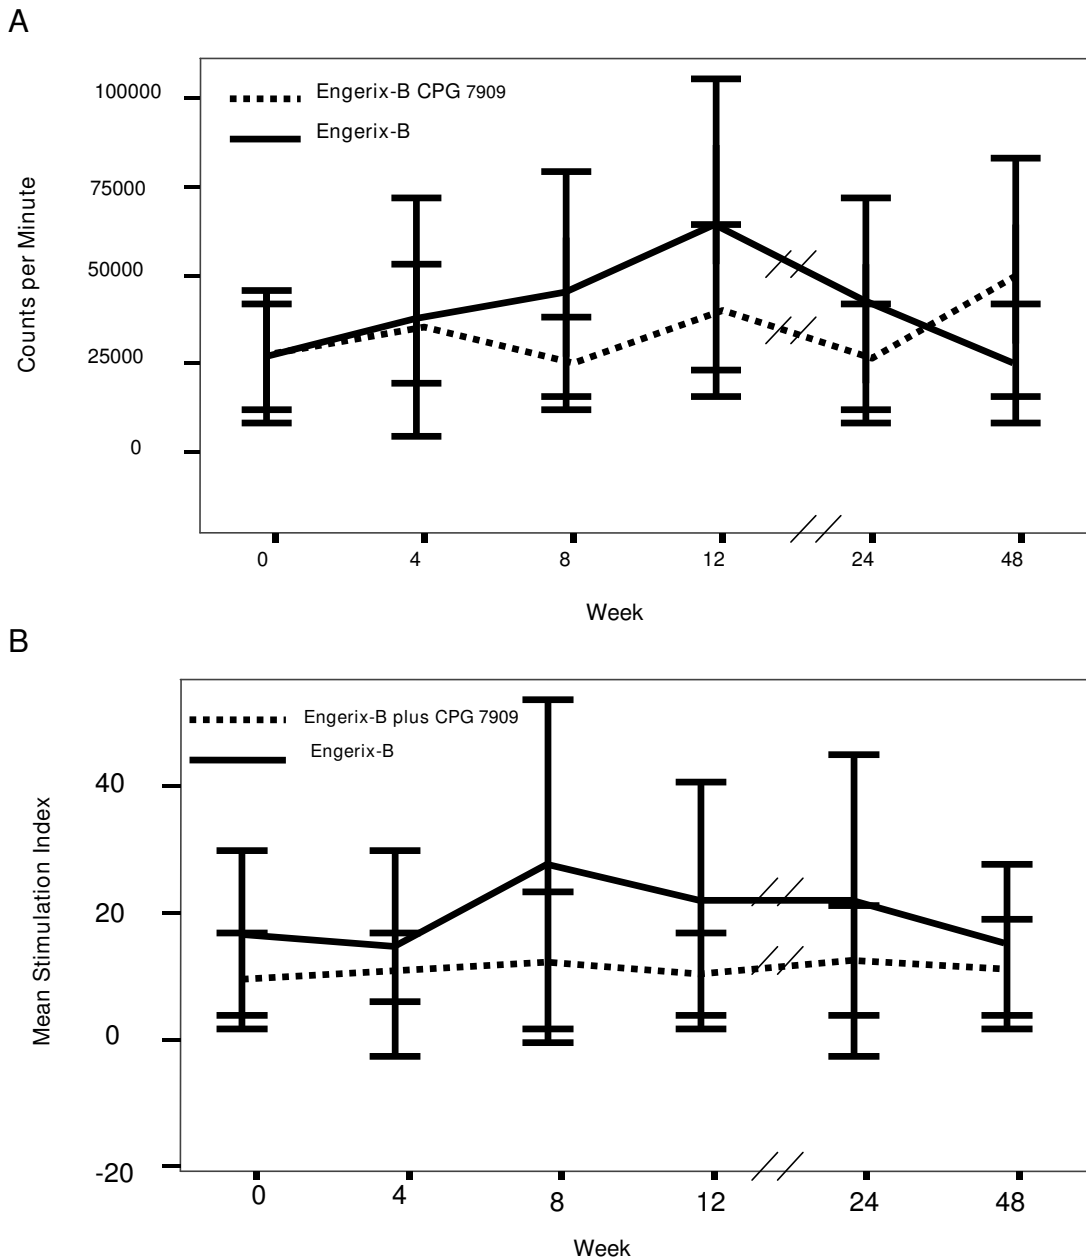 A
Engerix-B CPG 7909
Engerix-B
100000
75000
50000
25000
0
Counts per Minute
0 4 8 12 24 48
Week
B
Engerix-B plus CPG 7909
Engerix-B
40
20
0
-20
Mean Stimulation Index
0 4 8 12 24 48
Week